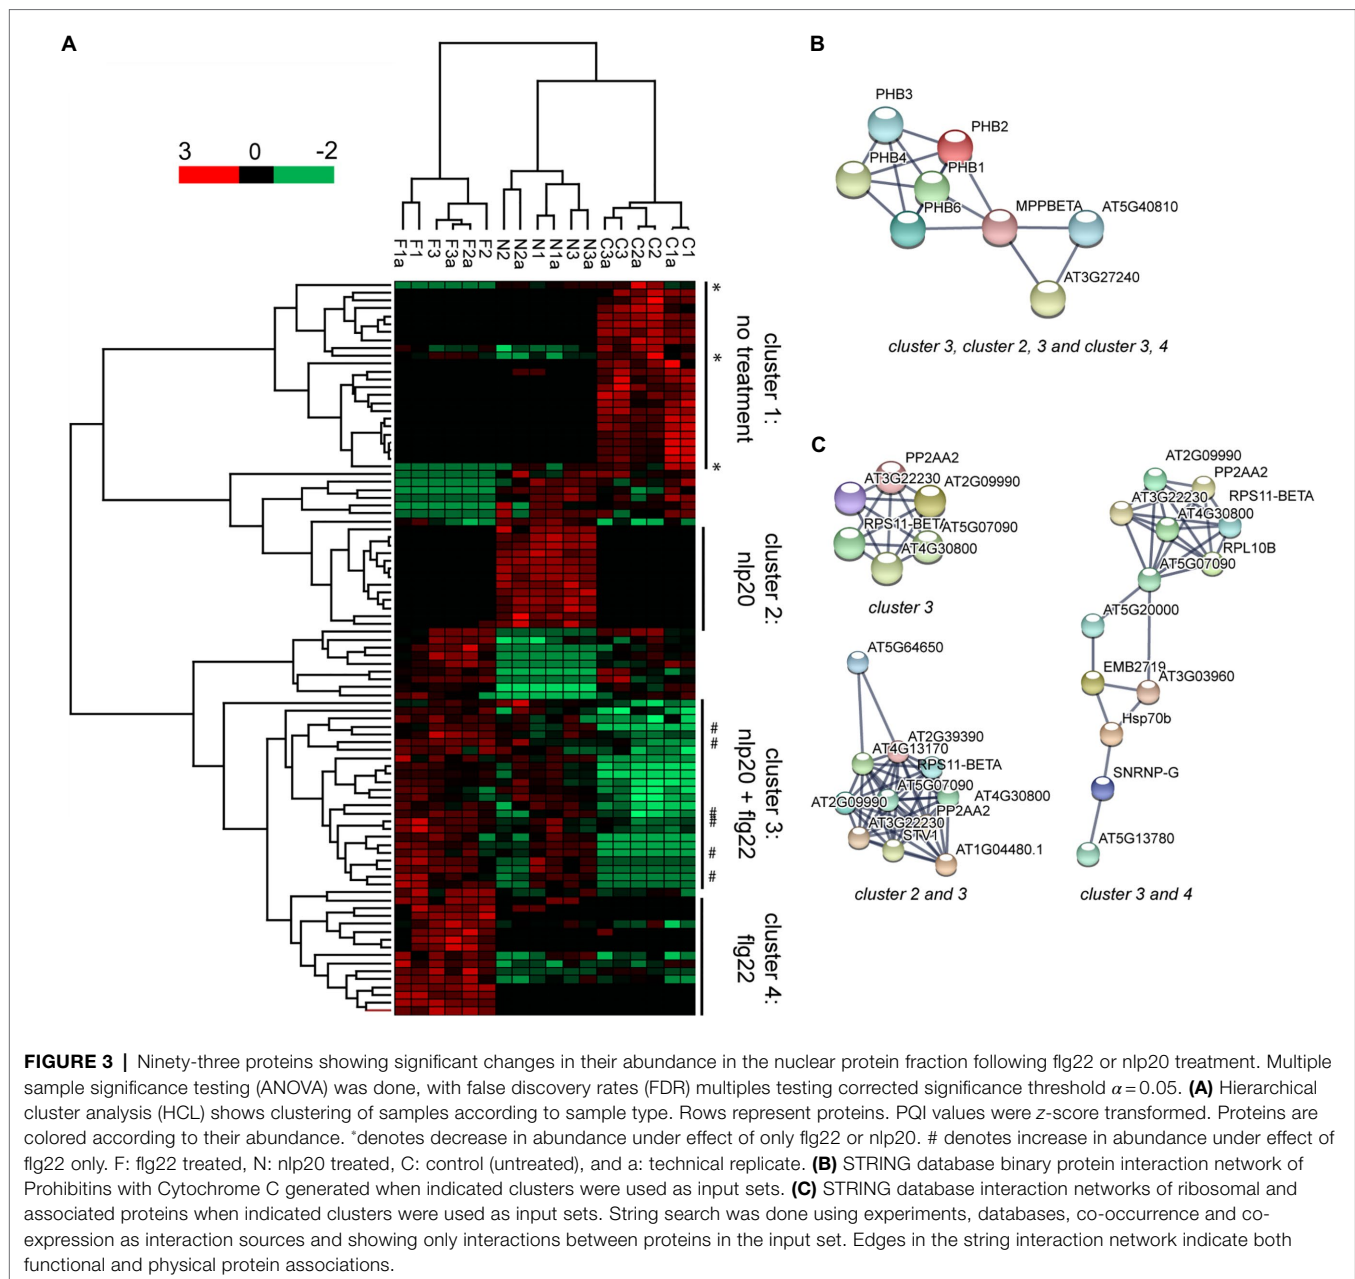 A
3 0 -2
F1a
F1
F3
F3a
F2a
F2
N2
N2a
N1
N1a
N3
N3a
C3a
C3
C2a
C2
C1a
C1
*
*
*
cluster 1:
no treatment
cluster 2:
nlp20
#
#
#
#
#
#
cluster 3:
nlp20 + flg22
cluster 4:
flg22
B
PHB3
PHB2
PHB4
PHB1
PHB6
MPPBETA
AT5G40810
AT3G27240
cluster 3, cluster 2, 3 and cluster 3, 4
C
PP2AA2
AT3G22230
AT2G09990
RPS11-BETA
AT5G07090
AT4G30800
cluster 3
AT5G64650
AT2G39390
AT4G13170
RPS11-BETA
AT5G07090
AT2G09990
AT4G30800
PP2AA2
AT3G22230
STV1
AT1G04480.1
cluster 2 and 3
AT2G09990
PP2AA2
AT3G22230
RPS11-BETA
AT4G30800
RPL10B
AT5G07090
AT5G20000
EMB2719
AT3G03960
Hsp70b
SNRNP-G
AT5G13780
cluster 3 and 4
FIGURE 3 | Ninety-three proteins showing significant changes in their abundance in the nuclear protein fraction following flg22 or nlp20 treatment. Multiple
sample significance testing (ANOVA) was done, with false discovery rates (FDR) multiples testing corrected significance threshold α = 0.05. (A) Hierarchical
cluster analysis (HCL) shows clustering of samples according to sample type. Rows represent proteins. PQI values were z-score transformed. Proteins are
colored according to their abundance. *denotes decrease in abundance under effect of only flg22 or nlp20. # denotes increase in abundance under effect of
flg22 only. F: flg22 treated, N: nlp20 treated, C: control (untreated), and a: technical replicate. (B) STRING database binary protein interaction network of
Prohibitins with Cytochrome C generated when indicated clusters were used as input sets. (C) STRING database interaction networks of ribosomal and
associated proteins when indicated clusters were used as input sets. String search was done using experiments, databases, co-occurrence and co-
expression as interaction sources and showing only interactions between proteins in the input set. Edges in the string interaction network indicate both
functional and physical protein associations.